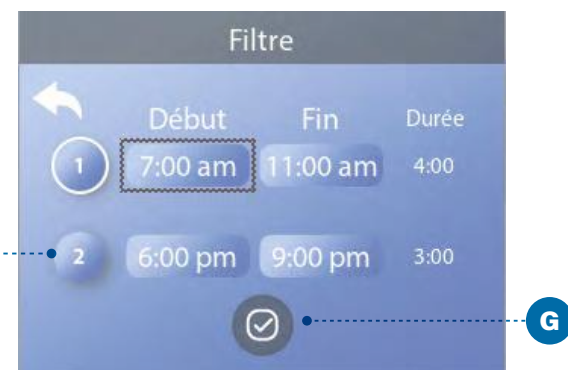 Filtre
Début Fin Durée
1 7:00 am 11:00 am 4:00
2 6:00 pm 9:00 pm 3:00
G